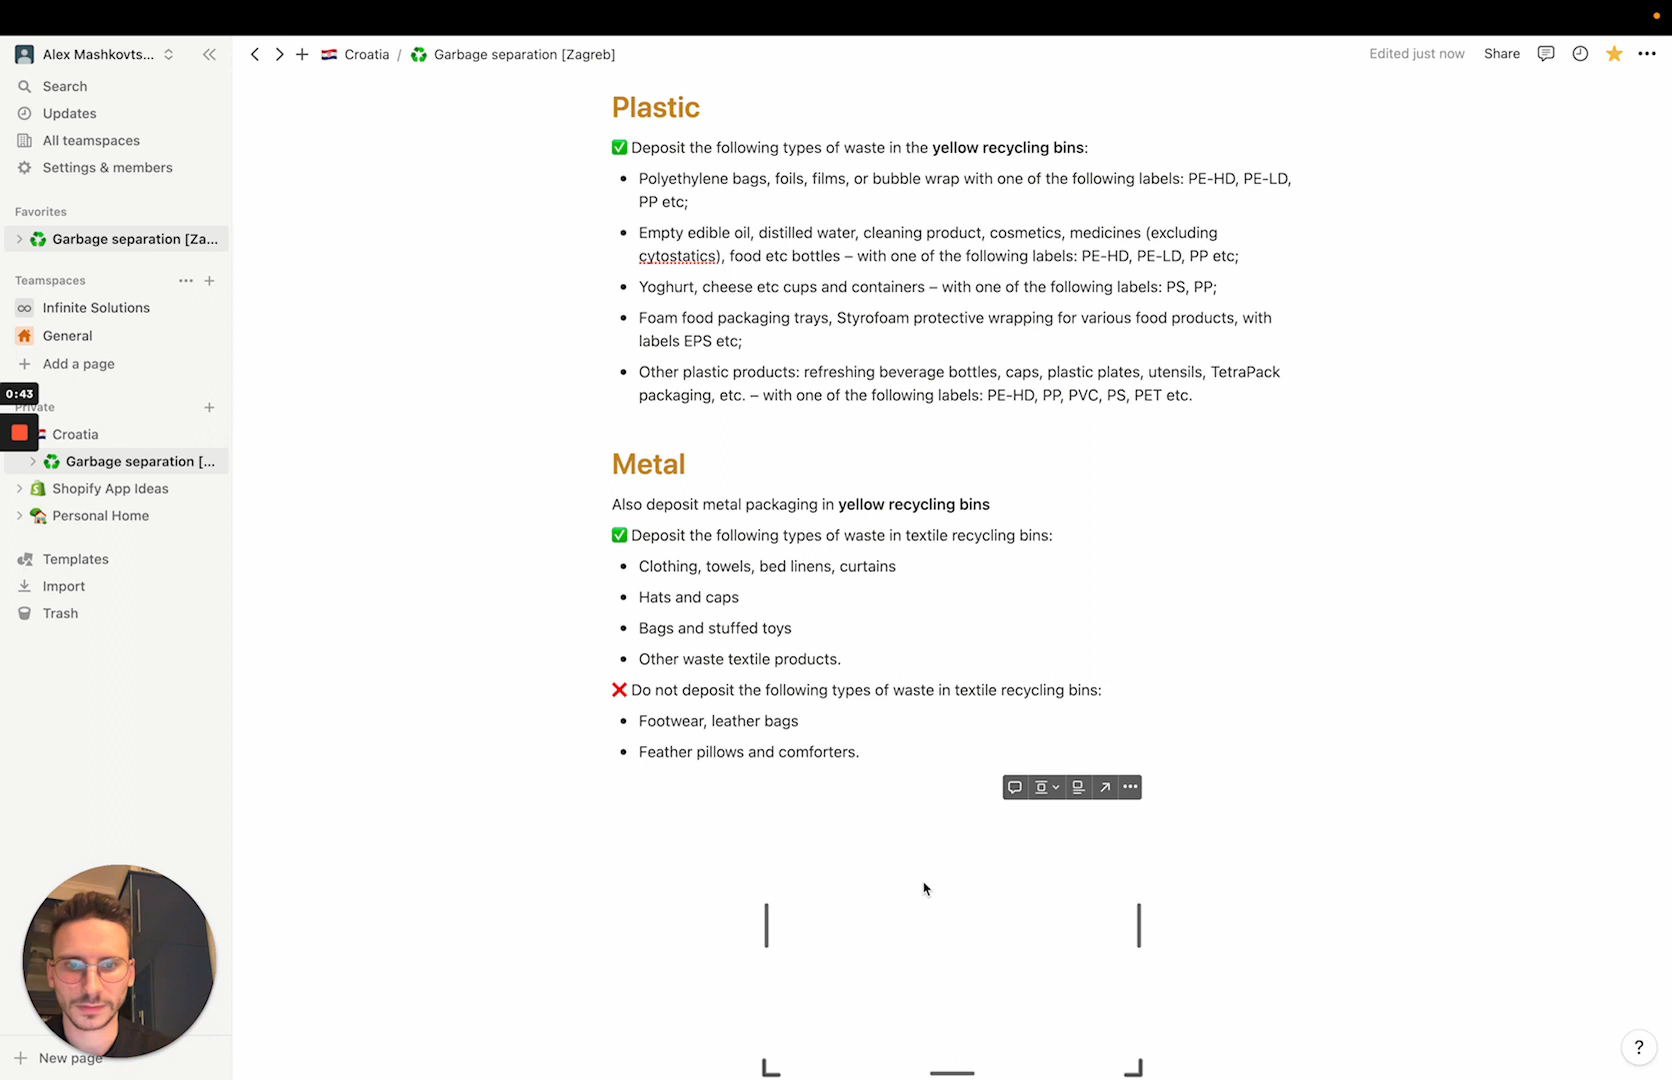 Alex Mashkovts...
Croatia / Garbage separation [Zagreb]
Edited just now
Share
Search
Updates
All teamspaces
Settings & members
Favorites
Garbage separation [Za...
Teamspaces
Infinite Solutions
General
Add a page
0:43
Private
Croatia
Garbage separation [...
Shopify App Ideas
Personal Home
Templates
Import
Trash
New page
Plastic
✅ Deposit the following types of waste in the yellow recycling bins:
• Polyethylene bags, foils, films, or bubble wrap with one of the following labels: PE-HD, PE-LD,
PP etc;
• Empty edible oil, distilled water, cleaning product, cosmetics, medicines (excluding
cytostatics), food etc bottles – with one of the following labels: PE-HD, PE-LD, PP etc;
• Yoghurt, cheese etc cups and containers – with one of the following labels: PS, PP;
• Foam food packaging trays, Styrofoam protective wrapping for various food products, with
labels EPS etc;
• Other plastic products: refreshing beverage bottles, caps, plastic plates, utensils, TetraPack
packaging, etc. – with one of the following labels: PE-HD, PP, PVC, PS, PET etc.
Metal
Also deposit metal packaging in yellow recycling bins
✅ Deposit the following types of waste in textile recycling bins:
• Clothing, towels, bed linens, curtains
• Hats and caps
• Bags and stuffed toys
• Other waste textile products.
❌ Do not deposit the following types of waste in textile recycling bins:
• Footwear, leather bags
• Feather pillows and comforters.
?